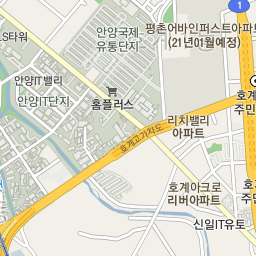 LS타워
안양국제
유통단지
평촌어바인퍼스트아파트
(21년01월예정)
1
안양IT밸리
안양IT단지
홈플러스
호계고가차도
리치밸리
아파트
호계
주민
호계아크로
리버아파트
호계
주민
신일IT유토